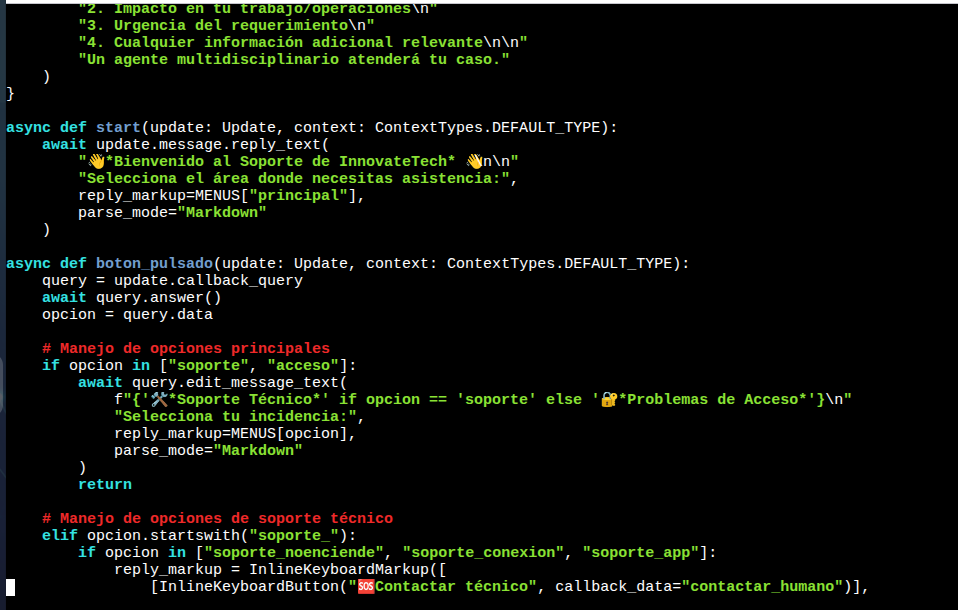 "2. Impacto en tu trabajo/operaciones\n"
        "3. Urgencia del requerimiento\n"
        "4. Cualquier información adicional relevante\n\n"
        "Un agente multidisciplinario atenderá tu caso."
    )
}

async def start(update: Update, context: ContextTypes.DEFAULT_TYPE):
    await update.message.reply_text(
        "👋*Bienvenido al Soporte de InnovateTech* 👋\n\n"
        "Selecciona el área donde necesitas asistencia:",
        reply_markup=MENUS["principal"],
        parse_mode="Markdown"
    )

async def boton_pulsado(update: Update, context: ContextTypes.DEFAULT_TYPE):
    query = update.callback_query
    await query.answer()
    opcion = query.data

    # Manejo de opciones principales
    if opcion in ["soporte", "acceso"]:
        await query.edit_message_text(
            f"{'🛠️*Soporte Técnico*' if opcion == 'soporte' else '🔐*Problemas de Acceso*'}\n"
            "Selecciona tu incidencia:",
            reply_markup=MENUS[opcion],
            parse_mode="Markdown"
        )
        return

    # Manejo de opciones de soporte técnico
    elif opcion.startswith("soporte_"):
        if opcion in ["soporte_noenciende", "soporte_conexion", "soporte_app"]:
            reply_markup = InlineKeyboardMarkup([
                [InlineKeyboardButton("🆘Contactar técnico", callback_data="contactar_humano")],